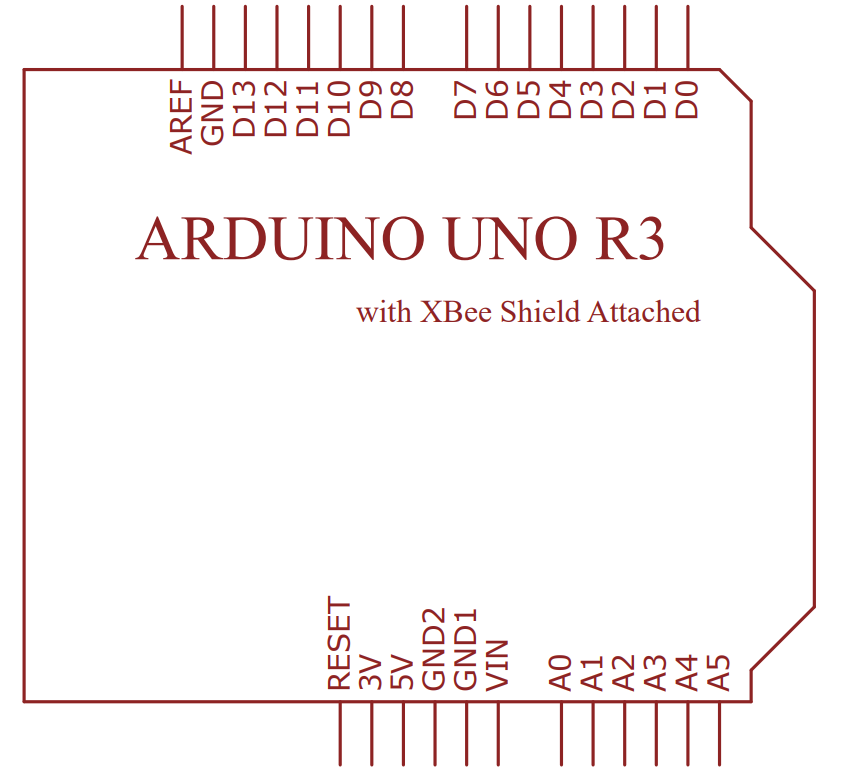 AREF
GND
D13
D12
D11
D10
D9
D8
D7
D6
D5
D4
D3
D2
D1
D0
ARDUINO UNO R3
with XBee Shield Attached
RESET
3V
5V
GND2
GND1
VIN
A0
A1
A2
A3
A4
A5